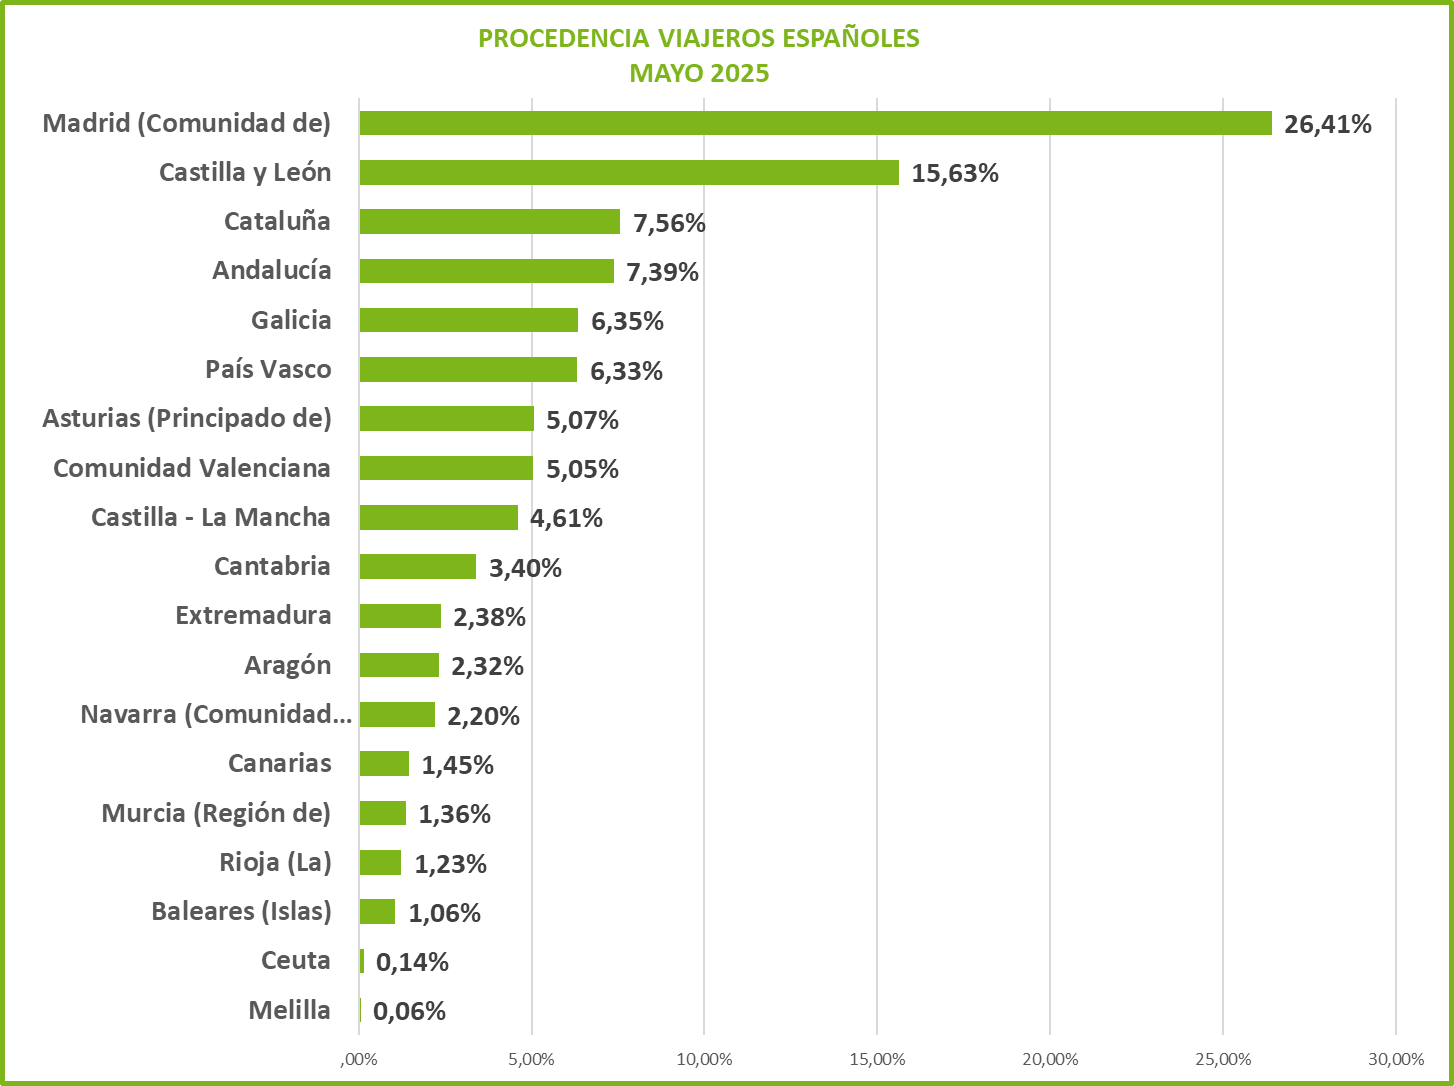 PROCEDENCIA VIAJEROS ESPAÑOLES
MAYO 2025
Madrid (Comunidad de) 26,41%
Castilla y León 15,63%
Cataluña 7,56%
Andalucía 7,39%
Galicia 6,35%
País Vasco 6,33%
Asturias (Principado de) 5,07%
Comunidad Valenciana 5,05%
Castilla - La Mancha 4,61%
Cantabria 3,40%
Extremadura 2,38%
Aragón 2,32%
Navarra (Comunidad... 2,20%
Canarias 1,45%
Murcia (Región de) 1,36%
Rioja (La) 1,23%
Baleares (Islas) 1,06%
Ceuta 0,14%
Melilla 0,06%
,00% 5,00% 10,00% 15,00% 20,00% 25,00% 30,00%